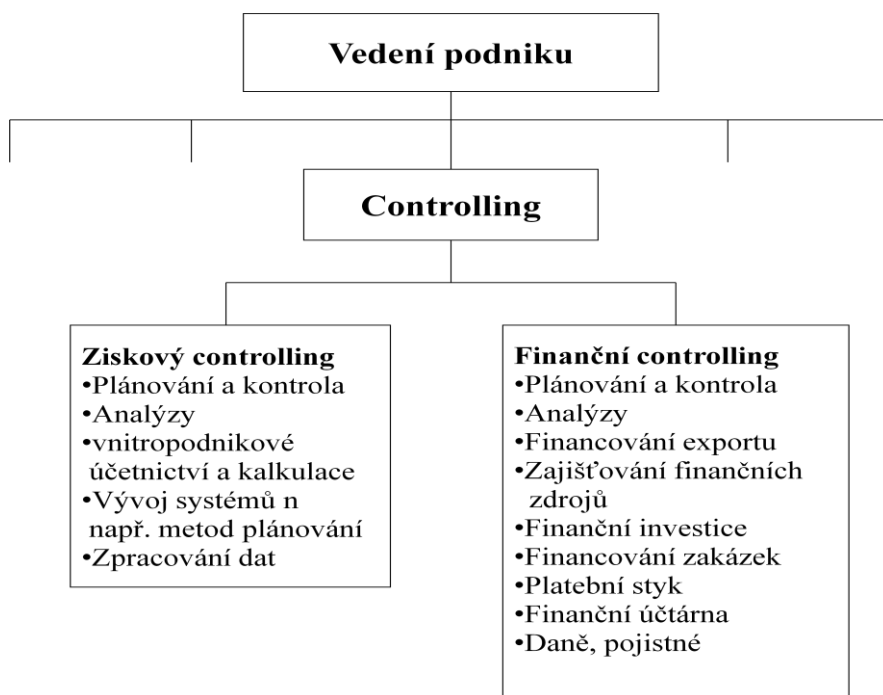 Vedení podniku
Controlling
Ziskový controlling
•Plánování a kontrola
•Analýzy
•vnitropodnikové
účetnictví a kalkulace
•Vývoj systémů n
např. metod plánování
•Zpracování dat
Finanční controlling
•Plánování a kontrola
•Analýzy
•Financování exportu
•Zajišťování finančních
zdrojů
•Finanční investice
•Financování zakázek
•Platební styk
•Finanční účtárna
•Daně, pojistné